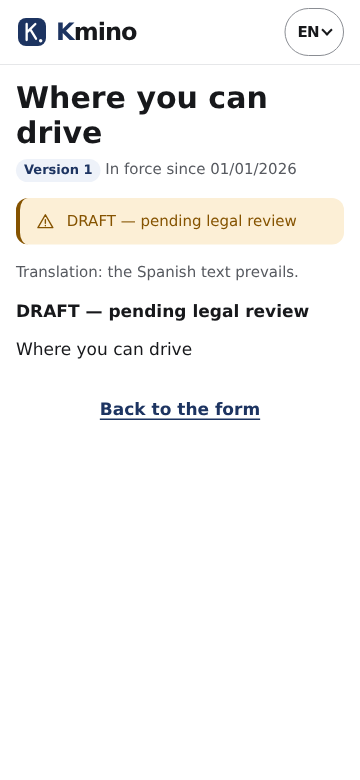 K. Kmino
EN
Where you can
drive
Version 1 In force since 01/01/2026
DRAFT — pending legal review
Translation: the Spanish text prevails.
DRAFT — pending legal review
Where you can drive
Back to the form